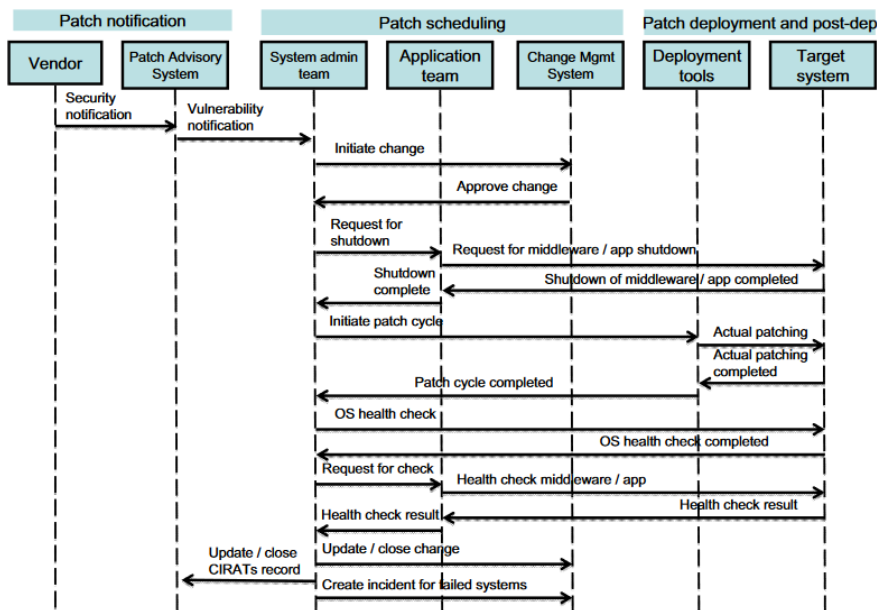 Patch notification
Patch scheduling
Patch deployment and post-dep
Vendor
Patch Advisory
System
System admin
team
Application
team
Change Mgmt
System
Deployment
tools
Target
system
Security
notification
Vulnerability
notification
Initiate change
Approve change
Request for
shutdown
Request for middleware / app shutdown
Shutdown
complete
Shutdown of middleware / app completed
Initiate patch cycle
Actual patching
Actual patching
completed
Patch cycle completed
OS health check
OS health check completed
Request for check
Health check middleware / app
Health check result
Health check result
Update / close change
Update / close
CIRATs record
Create incident for failed systems